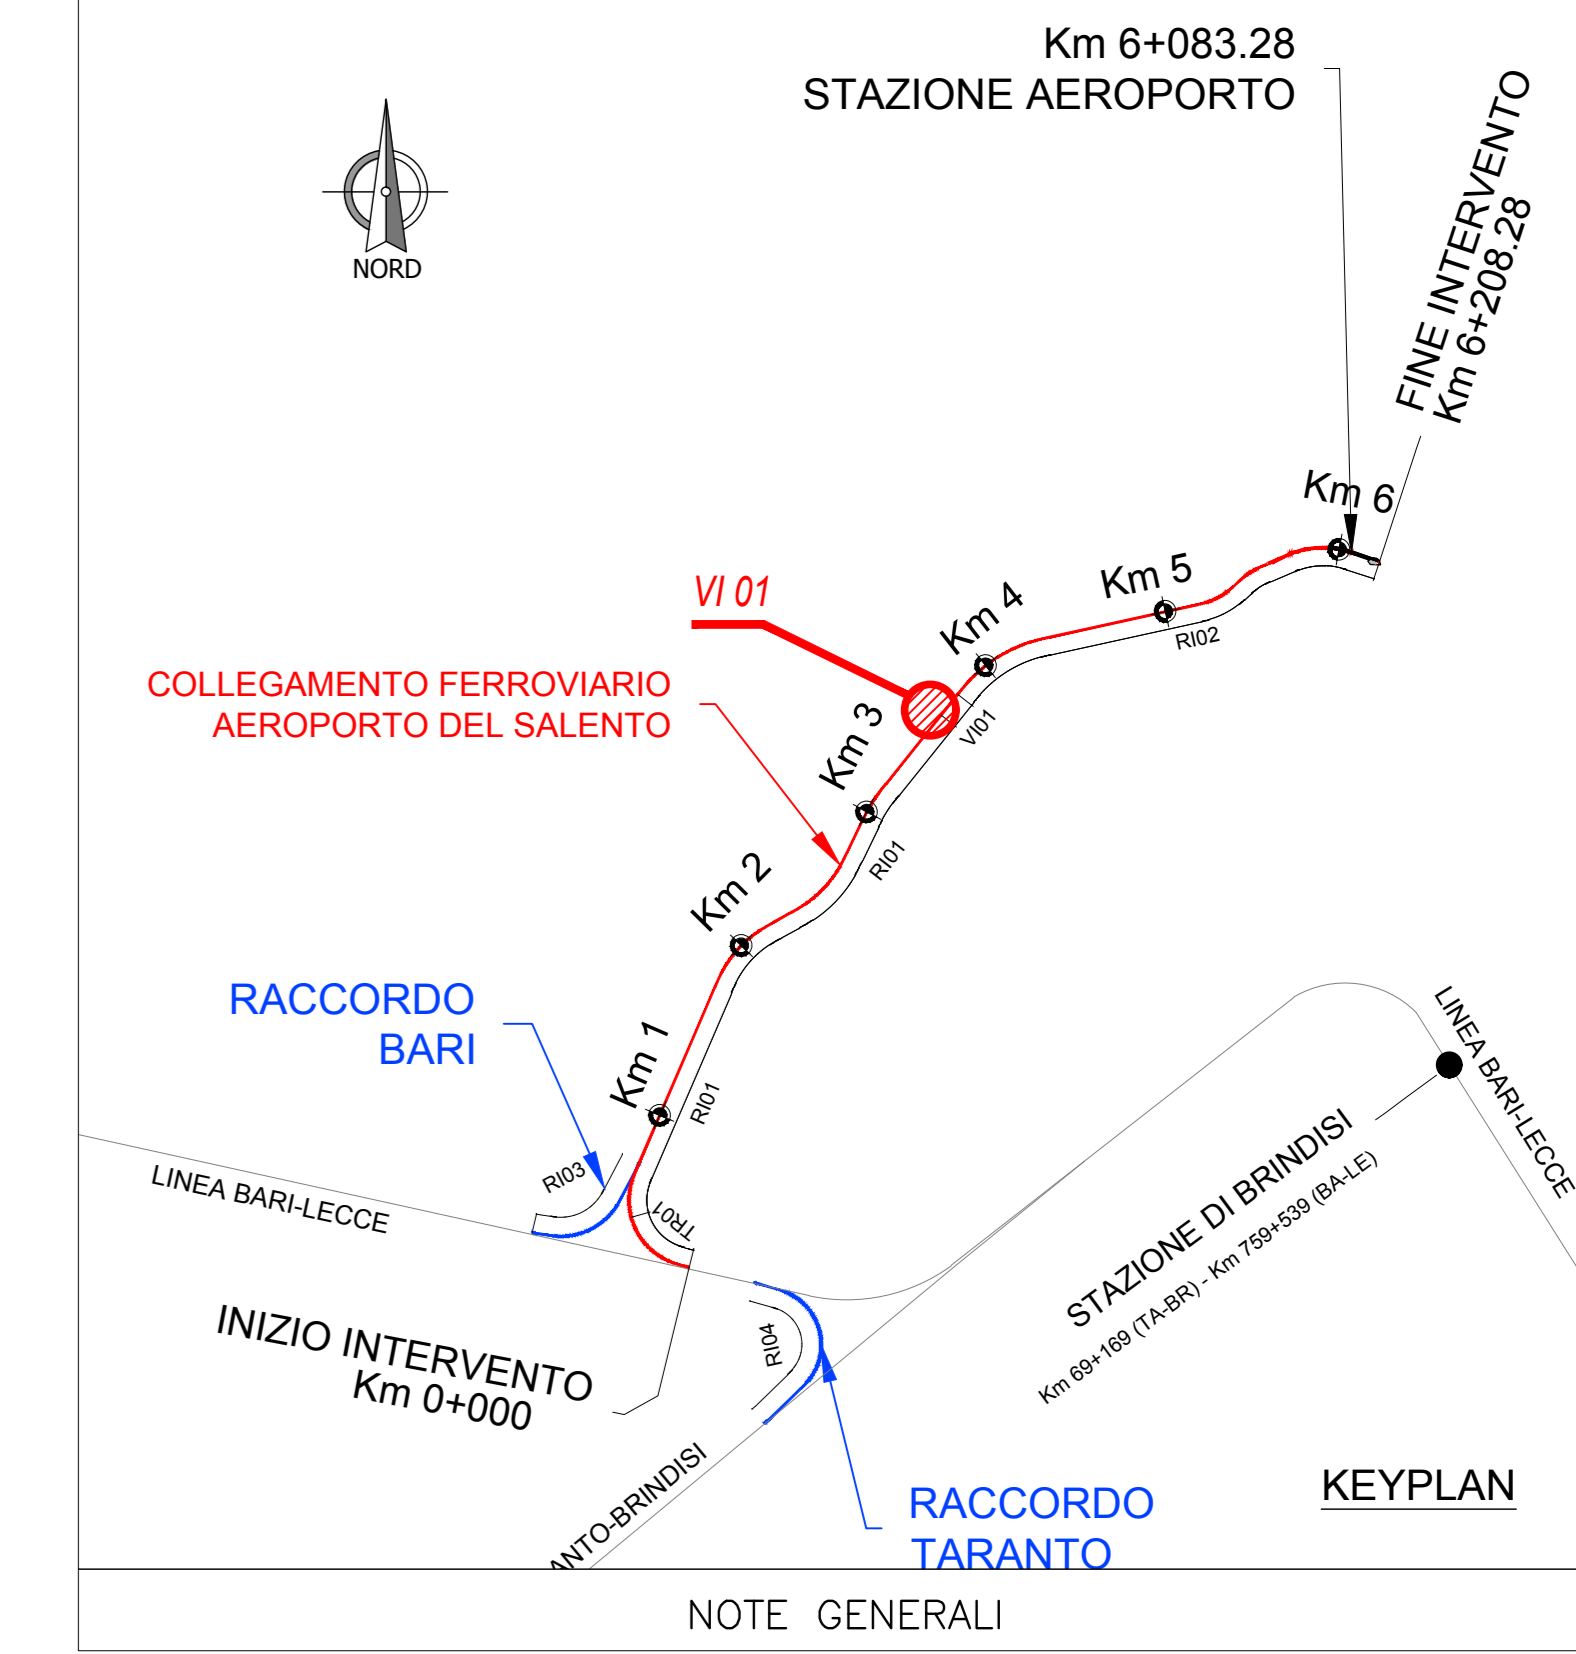 Km 6+083.28
STAZIONE AEROPORTO
FINE INTERVENTO
Km 6+208.28
NORD
Km 6
Km 5
VI 01
Km 4
RI02
COLLEGAMENTO FERROVIARIO
AEROPORTO DEL SALENTO
VI01
Km 3
RI01
Km 2
RACCORDO
BARI
LINEA BARI-LECCE
Km 1
RI01
RI03
LINEA BARI-LECCE
TR01
STAZIONE DI BRINDISI
Km 69+169 (TA-BR) - Km 759+539 (BA-LE)
INIZIO INTERVENTO
Km 0+000
RI04
ANTO-BRINDISI
KEYPLAN
RACCORDO
TARANTO
NOTE GENERALI